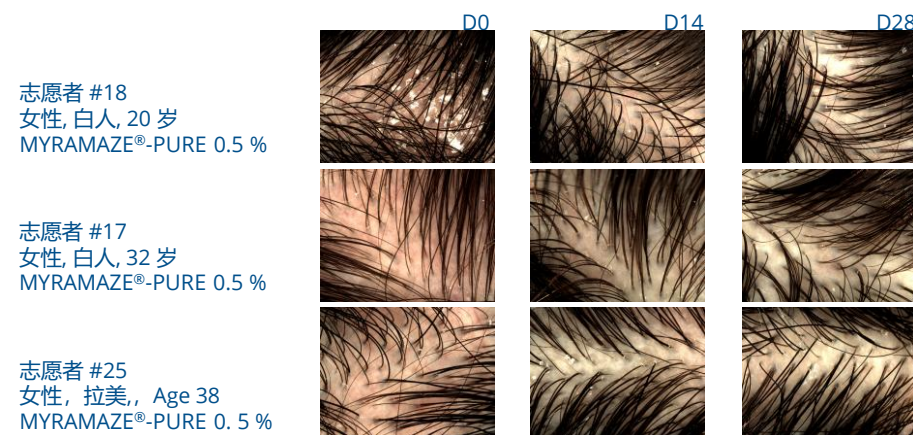 D0 D14 D28
志愿者 #18
女性, 白人, 20 岁
MYRAMAZE®-PURE 0.5 %
志愿者 #17
女性, 白人, 32 岁
MYRAMAZE®-PURE 0.5 %
志愿者 #25
女性，拉美,，Age 38
MYRAMAZE®-PURE 0. 5 %